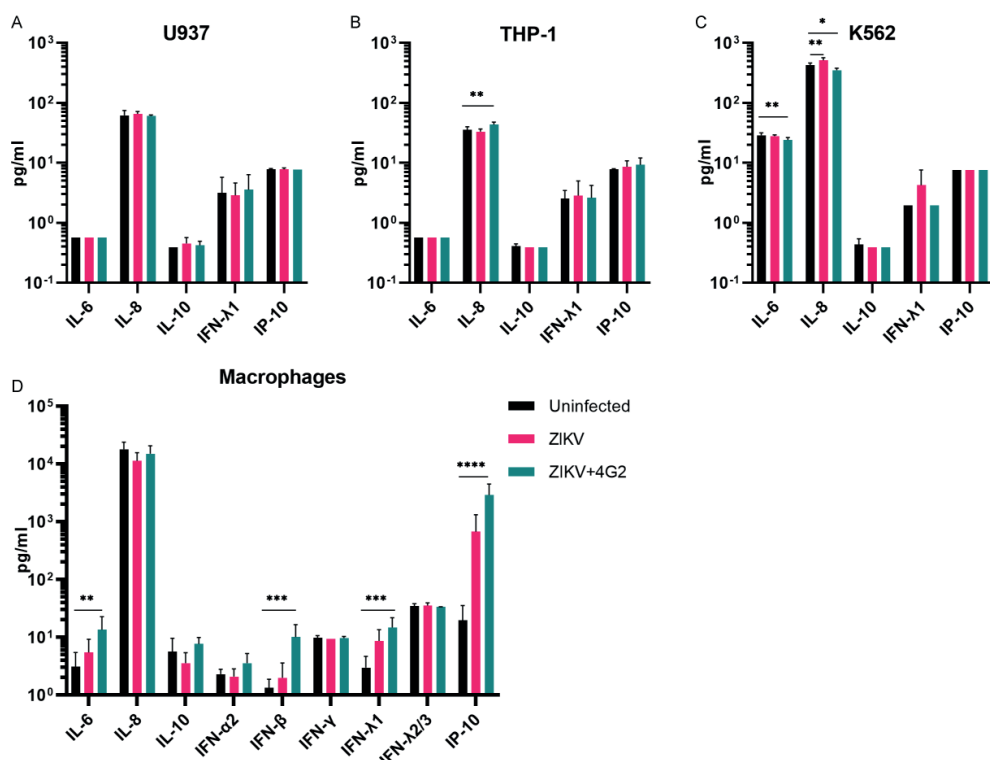 A
U937
pg/ml
10³
10²
10¹
10⁰
10⁻¹
IL-6
IL-8
IL-10
IFN-λ1
IP-10
B
THP-1
pg/ml
10³
10²
10¹
10⁰
10⁻¹
**
IL-6
IL-8
IL-10
IFN-λ1
IP-10
C
K562
pg/ml
10³
10²
10¹
10⁰
10⁻¹
**
*
**
IL-6
IL-8
IL-10
IFN-λ1
IP-10
D
Macrophages
pg/ml
10⁵
10⁴
10³
10²
10¹
10⁰
**
***
***
****
IL-6
IL-8
IL-10
IFN-α2
IFN-β
IFN-γ
IFN-λ1
IFN-λ2/3
IP-10
Uninfected
ZIKV
ZIKV+4G2